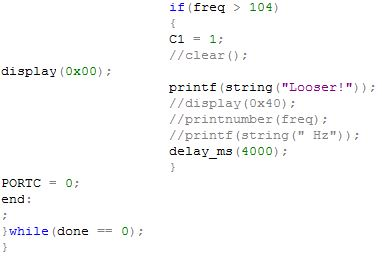 if(freq > 104)
{
C1 = 1;
//clear();
display(0x00);
printf(string("Looser!"));
//display(0x40);
//printnumber(freq);
//printf(string(" Hz"));
delay_ms(4000);
}
PORTC = 0;
end:
;
}while(done == 0);
}